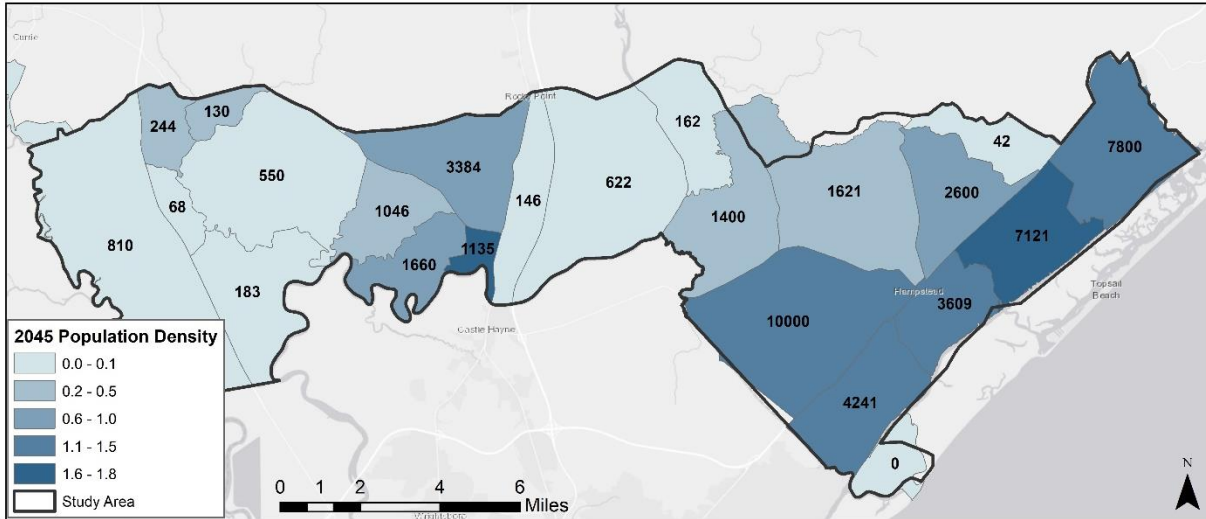 Currie
Rocky Point
130
244
162
42
7800
3384
550
146
622
1621
2600
1046
68
1400
7121
810
1135
1660
183
Hampstead
Topsail
Beach
3609
10000
Castle Hayne
4241
0
2045 Population Density
0.0 - 0.1
0.2 - 0.5
0.6 - 1.0
1.1 - 1.5
1.6 - 1.8
Study Area
0 1 2 4 6
Miles
N
Wrightsboro